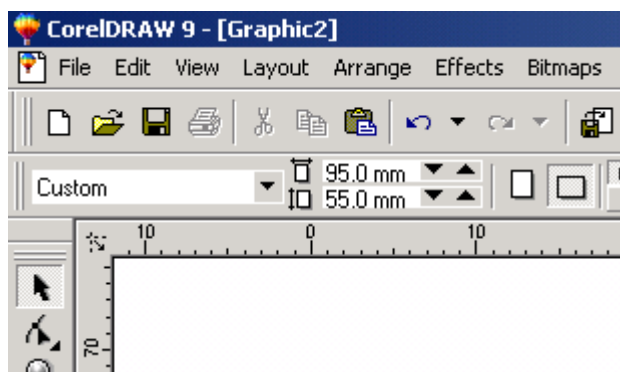 CorelDRAW 9 - [Graphic2]
File Edit View Layout Arrange Effects Bitmaps
Custom
95.0 mm
55.0 mm
10 0 10
70